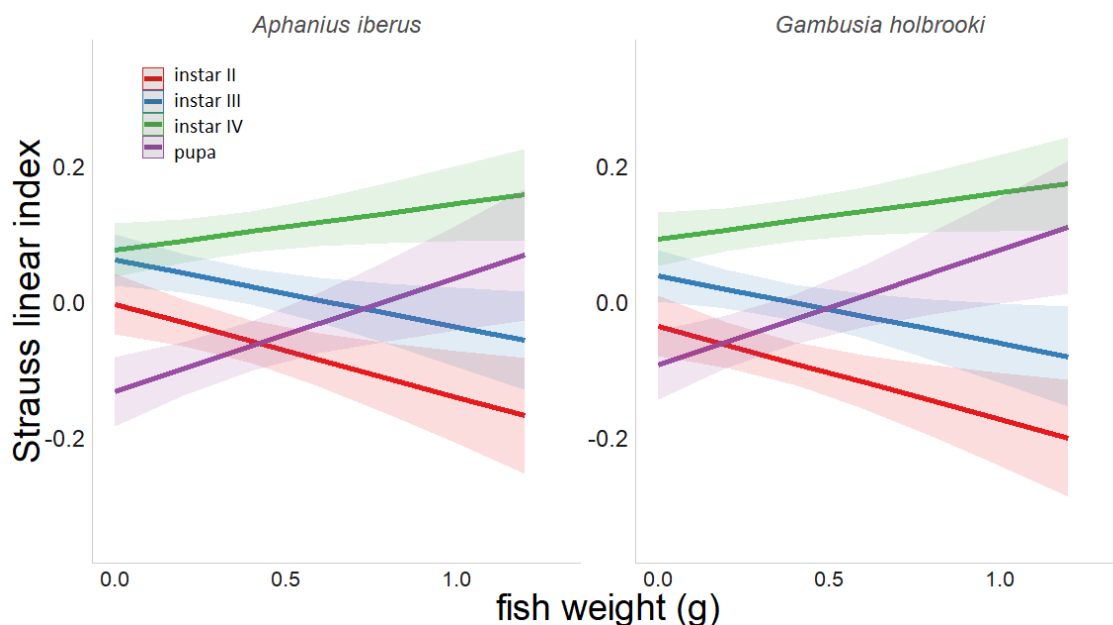 Aphanius iberus
Gambusia holbrooki
instar II
instar III
instar IV
pupa
Strauss linear index
0.2
0.0
-0.2
0.2
0.0
-0.2
0.0 0.5 1.0
0.0 0.5 1.0
fish weight (g)